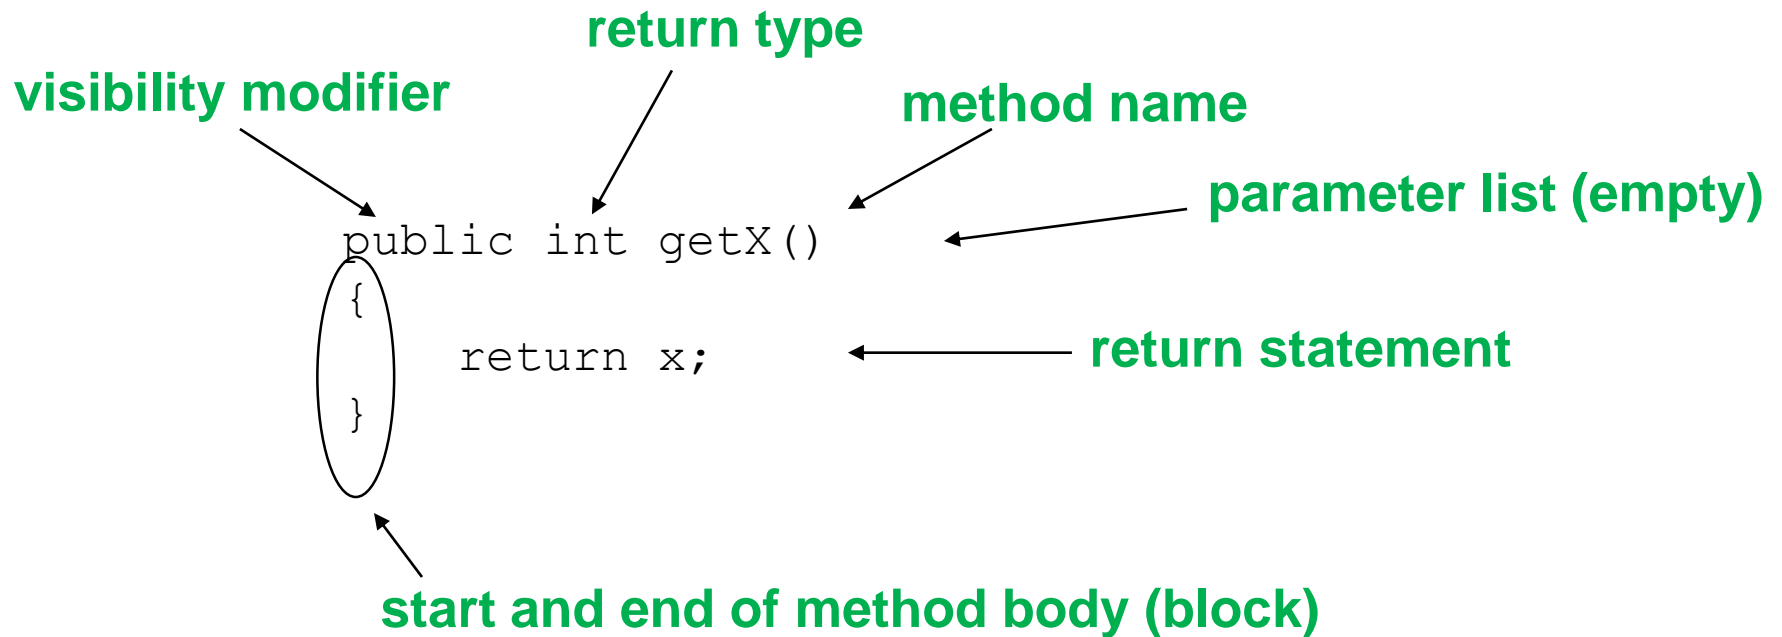 return type
visibility modifier
method name
parameter list (empty)
public int getX()
{
return x;
return statement
}
start and end of method body (block)